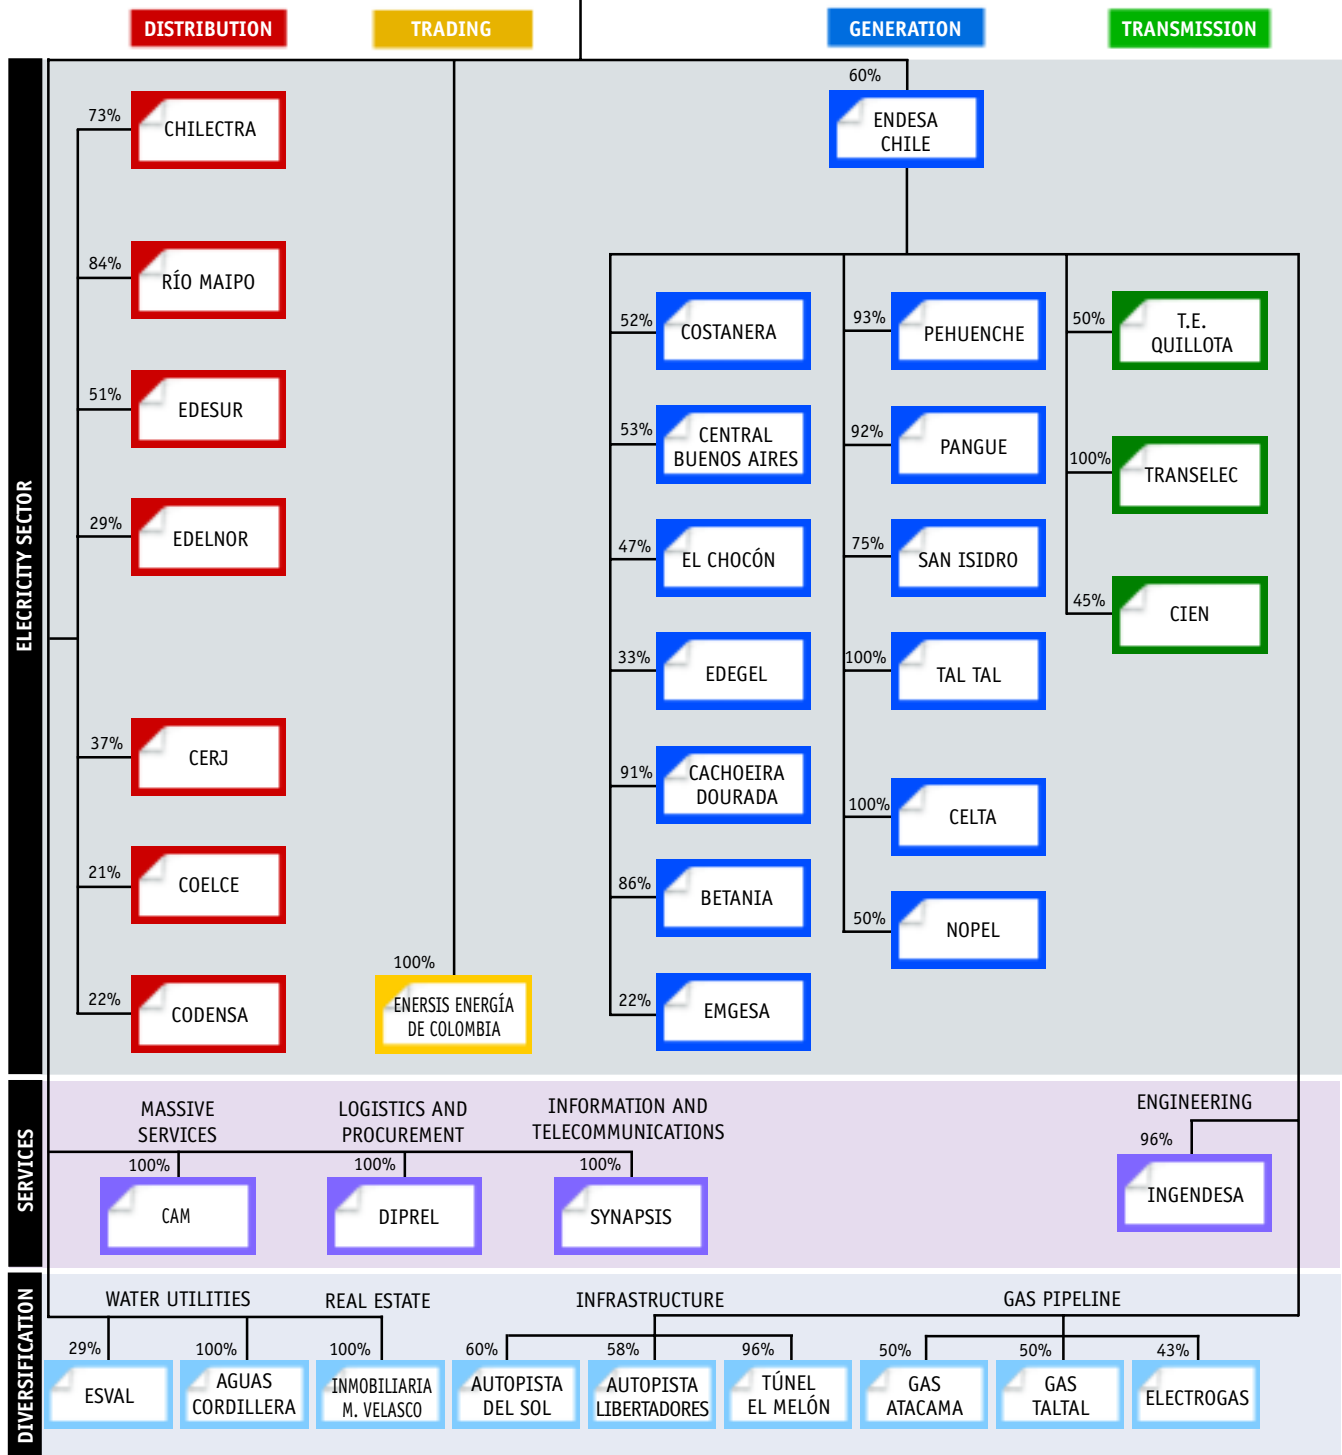 DISTRIBUTION
TRADING
GENERATION
TRANSMISSION
ELECRICITY SECTOR
60%
ENDESA
CHILE
73%
CHILECTRA
84%
RÍO MAIPO
51%
EDESUR
29%
EDELNOR
37%
CERJ
21%
COELCE
22%
CODENSA
100%
ENERSIS ENERGÍA
DE COLOMBIA
52%
COSTANERA
53%
CENTRAL
BUENOS AIRES
47%
EL CHOCÓN
33%
EDEGEL
91%
CACHOEIRA
DOURADA
86%
BETANIA
22%
EMGESA
93%
PEHUENCHE
92%
PANGUE
75%
SAN ISIDRO
100%
TAL TAL
100%
CELTA
50%
NOPEL
50%
T.E.
QUILLOTA
100%
TRANSELEC
45%
CIEN
SERVICES
MASSIVE
SERVICES
100%
CAM
LOGISTICS AND
PROCUREMENT
100%
DIPREL
INFORMATION AND
TELECOMMUNICATIONS
100%
SYNAPSIS
ENGINEERING
96%
INGENDESA
DIVERSIFICATION
WATER UTILITIES
29%
ESVAL
100%
AGUAS
CORDILLERA
REAL ESTATE
100%
INMOBILIARIA
M. VELASCO
INFRASTRUCTURE
60%
AUTOPISTA
DEL SOL
58%
AUTOPISTA
LIBERTADORES
96%
TÚNEL
EL MELÓN
GAS PIPELINE
50%
GAS
ATACAMA
50%
GAS
TALTAL
43%
ELECTROGAS